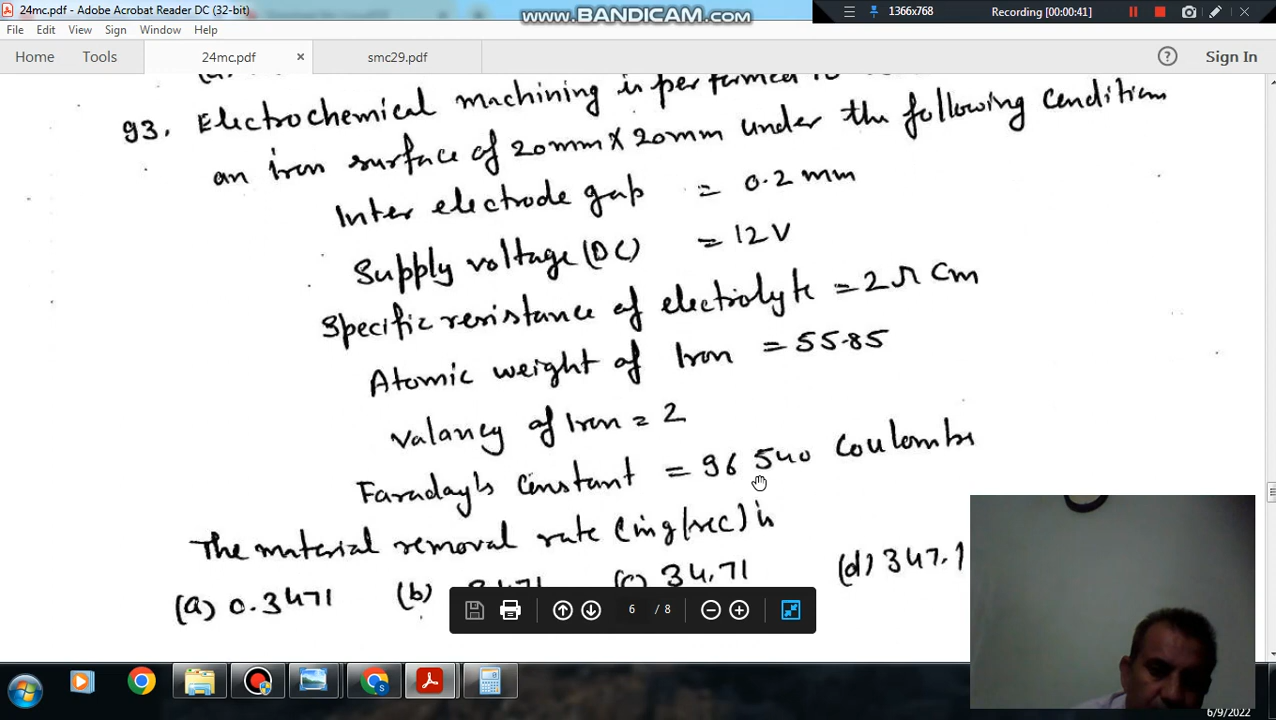 24mc.pdf - Adobe Acrobat Reader DC (32-bit)
www.BANDICAM.com
1366x768
Recording [00:00:41]
File Edit View Sign Window Help
Home Tools 24mc.pdf × smc29.pdf
? Sign In
93. Electrochemical machining is performed to
an iron surface of 20mm X 20mm under the following Condition
Inter electrode gap = 0.2 mm
Supply voltage (DC) = 12 V
Specific resistance of electrolyte = 2 Ω Cm
Atomic weight of Iron = 55.85
Valancy of Iron = 2
Faraday's Constant = 96 540 Coulombs
The material removal rate (in g/sec) is
(a) 0.3471 (b) 3471 (c) 34.71 (d) 347.1
6 / 8
6/9/2022